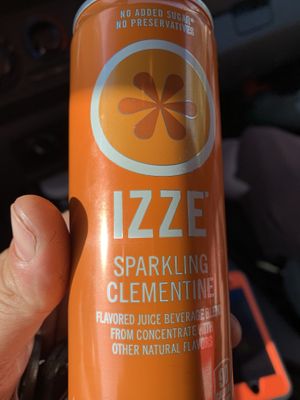 NO ADDED SUGAR*
NO PRESERVATIVES
IZZE
SPARKLING
CLEMENTINE
FLAVORED JUICE BEVERAGE BLEND
FROM CONCENTRATE WITH
OTHER NATURAL FLAVORS